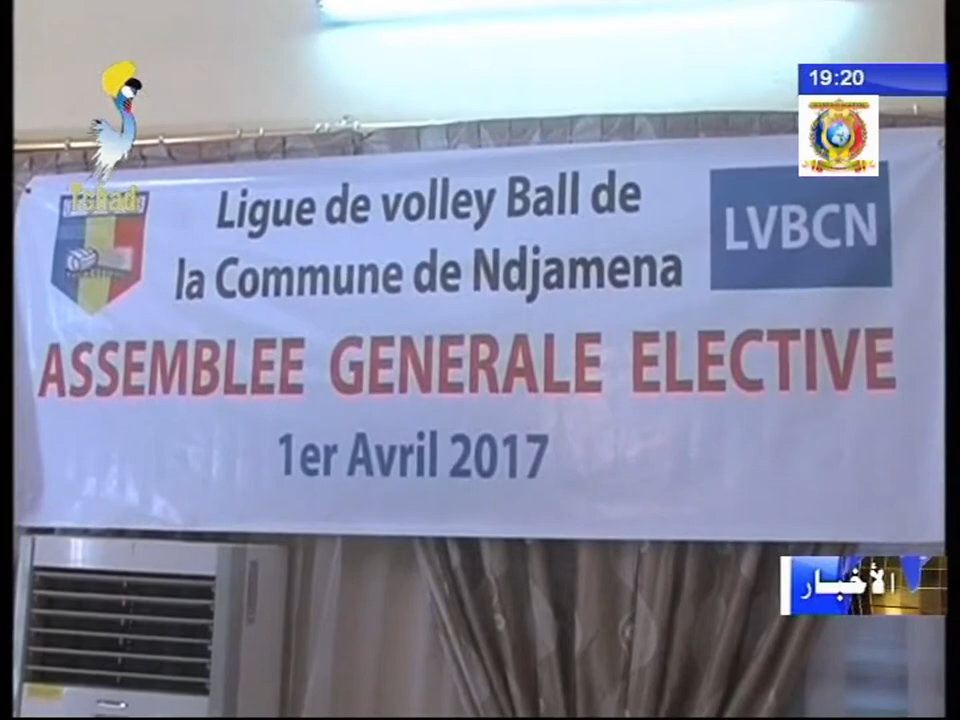 19:20
Tchad
Ligue de volley Ball de
la Commune de Ndjamena
LVBCN
ASSEMBLEE GENERALE ELECTIVE
1er Avril 2017
الأخبار